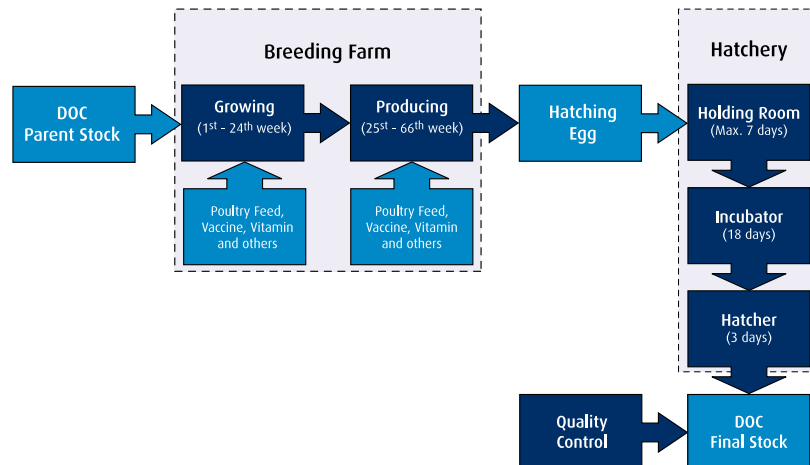 Breeding Farm
Hatchery
DOC
Parent Stock
Growing
(1st - 24th week)
Producing
(25st - 66th week)
Hatching
Egg
Holding Room
(Max. 7 days)
Poultry Feed,
Vaccine, Vitamin
and others
Poultry Feed,
Vaccine, Vitamin
and others
Incubator
(18 days)
Hatcher
(3 days)
Quality
Control
DOC
Final Stock